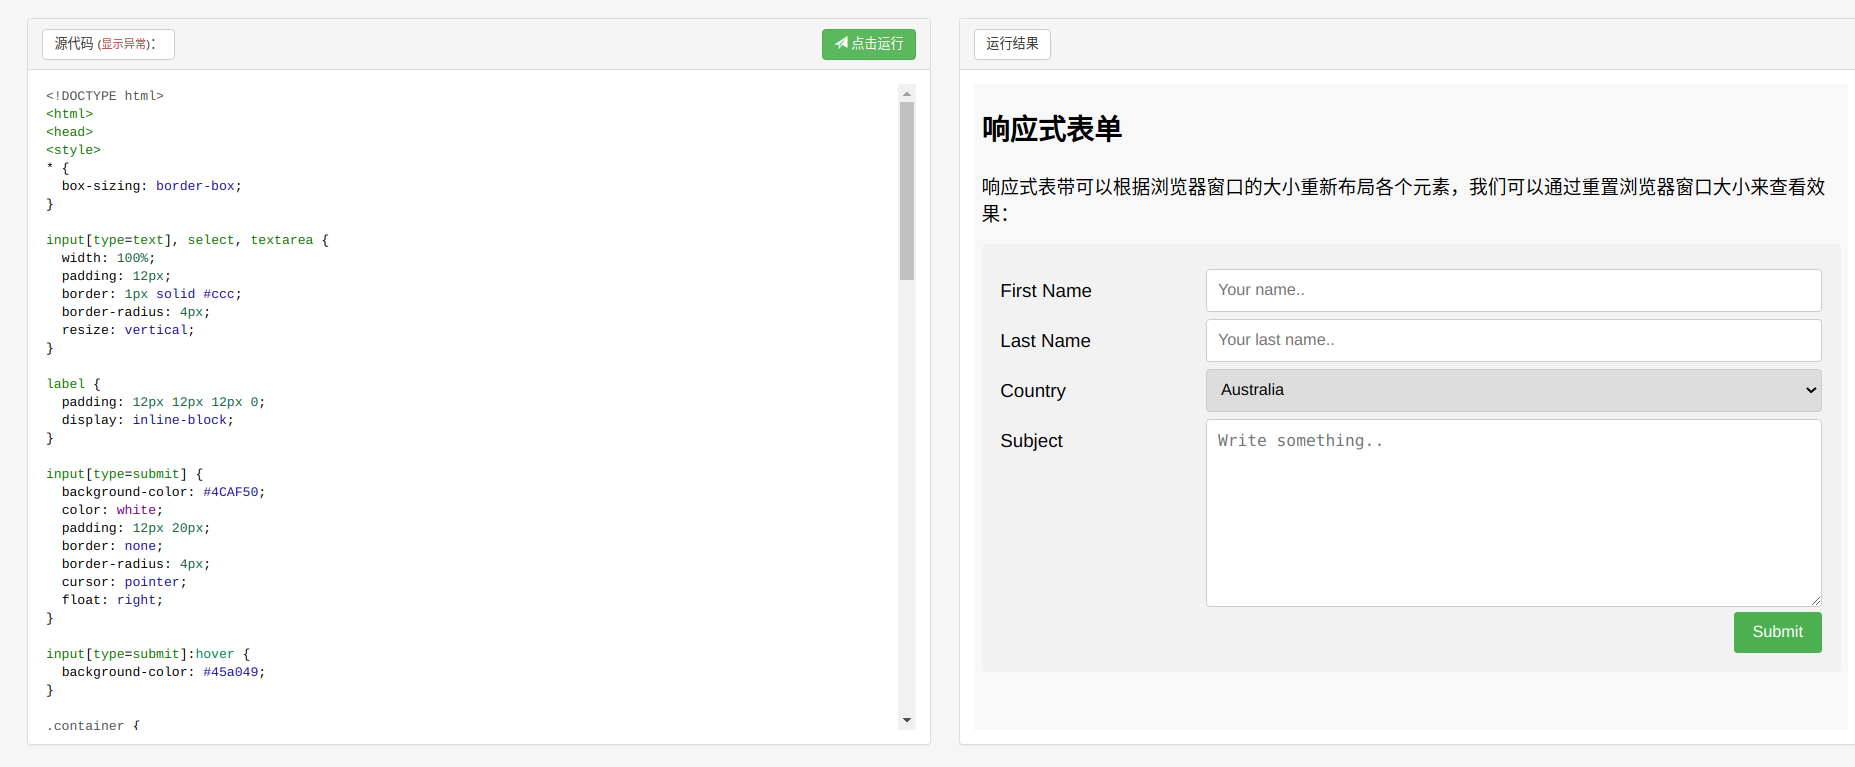 源代码 (显示异常)：
点击运行
<!DOCTYPE html>
<html>
<head>
<style>
* {
  box-sizing: border-box;
}

input[type=text], select, textarea {
  width: 100%;
  padding: 12px;
  border: 1px solid #ccc;
  border-radius: 4px;
  resize: vertical;
}

label {
  padding: 12px 12px 12px 0;
  display: inline-block;
}

input[type=submit] {
  background-color: #4CAF50;
  color: white;
  padding: 12px 20px;
  border: none;
  border-radius: 4px;
  cursor: pointer;
  float: right;
}

input[type=submit]:hover {
  background-color: #45a049;
}

.container {
运行结果
响应式表单
响应式表带可以根据浏览器窗口的大小重新布局各个元素，我们可以通过重置浏览器窗口大小来查看效
果：
First Name
Your name..
Last Name
Your last name..
Country
Australia
Subject
Write something..
Submit